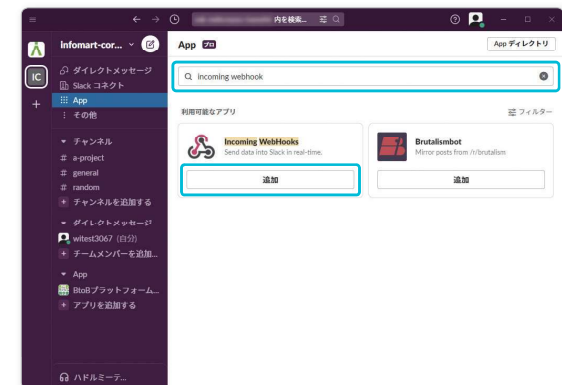 内を検索...
infomart-cor...
App プロ
App ディレクトリ
IC
ダイレクトメッセージ
Slack コネクト
App
その他
incoming webhook
利用可能なアプリ
フィルター
チャンネル
# a-project
# general
# random
+ チャンネルを追加する
Incoming WebHooks
Send data into Slack in real-time.
追加
Brutalismbot
Mirror posts from /r/brutalism
追加
ダイレクトメッセージ
witest3067 (自分)
+ チームメンバーを追加...
App
BtoBプラットフォーム...
+ アプリを追加する
ハドルミーテ...